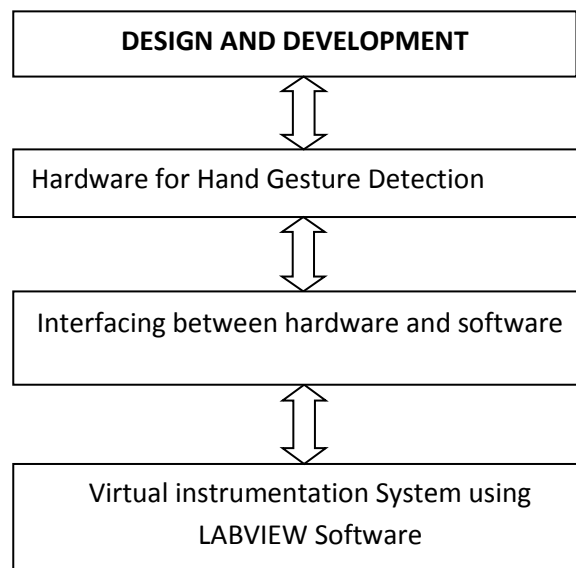 DESIGN AND DEVELOPMENT
Hardware for Hand Gesture Detection
Interfacing between hardware and software
Virtual instrumentation System using
LABVIEW Software